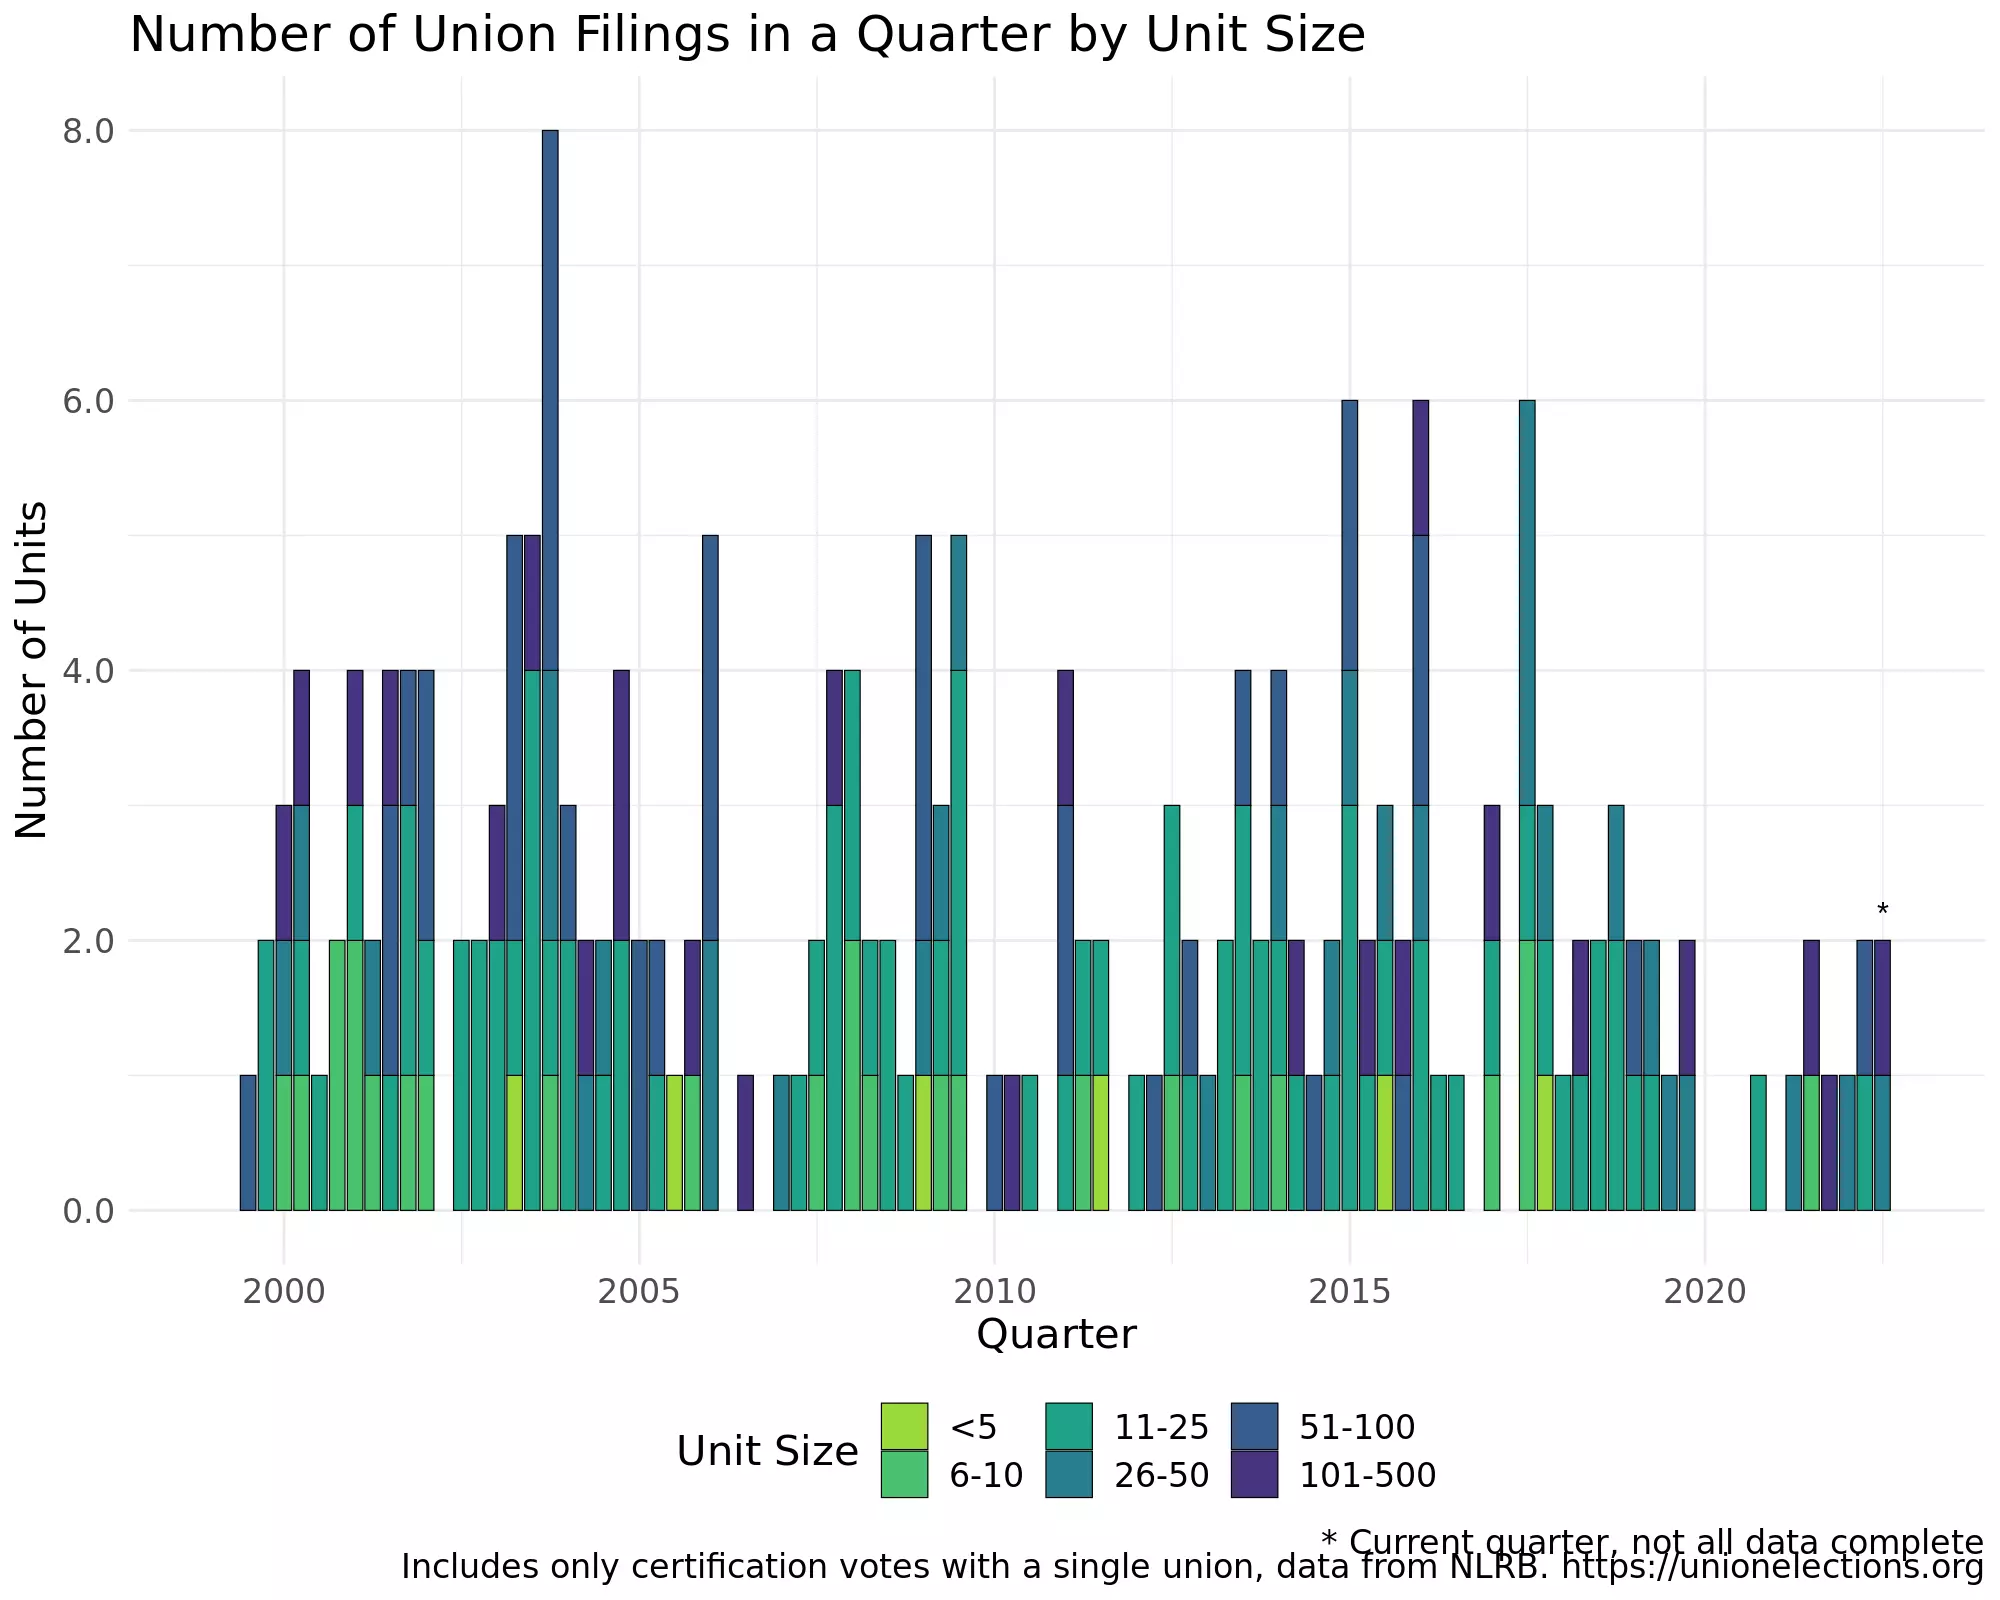 Number of Union Filings in a Quarter by Unit Size
8.0
6.0
4.0
2.0
0.0
Number of Units
*
2000 2005 2010 2015 2020
Quarter
Unit Size
<5 11-25 51-100
6-10 26-50 101-500
* Current quarter, not all data complete
Includes only certification votes with a single union, data from NLRB. https://unionelections.org